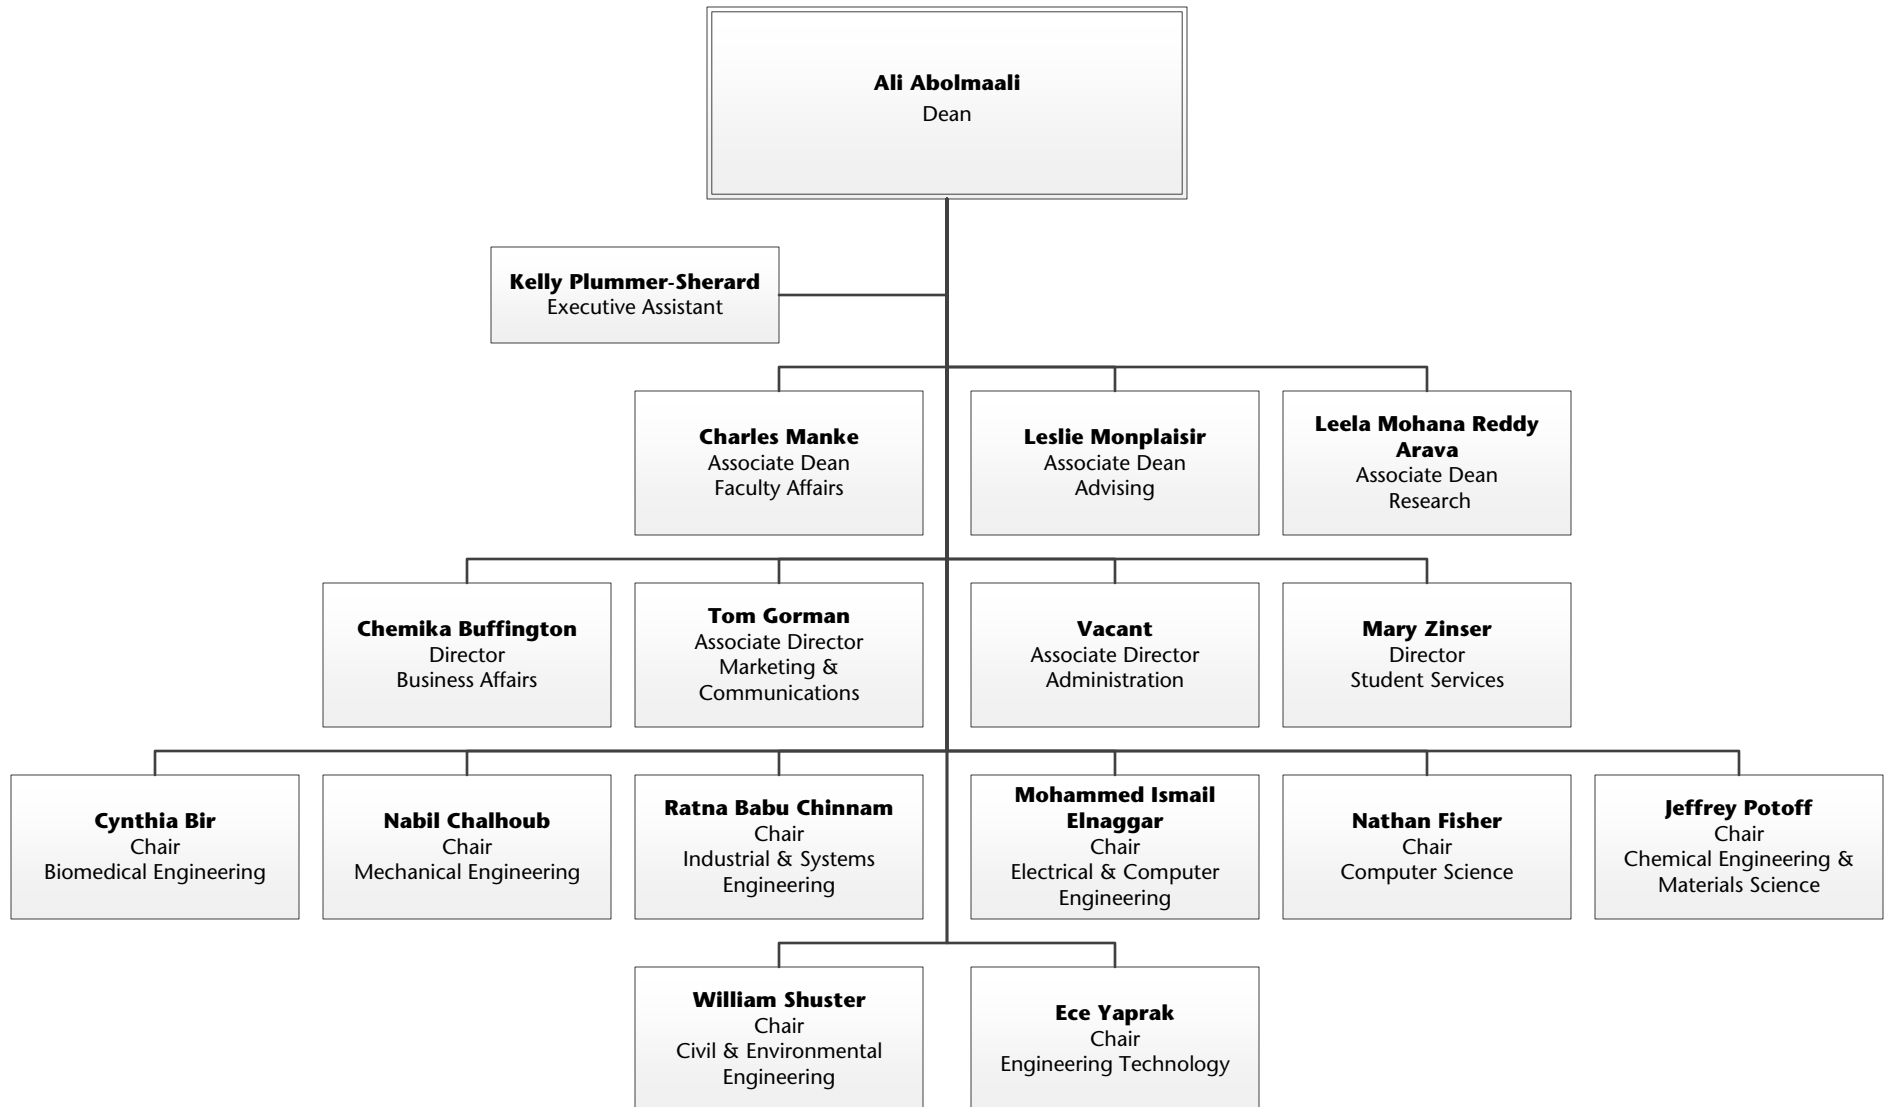 Ali Abolmaali
Dean
Kelly Plummer-Sherard
Executive Assistant
Charles Manke
Associate Dean
Faculty Affairs
Leslie Monplaisir
Associate Dean
Advising
Leela Mohana Reddy
Arava
Associate Dean
Research
Chemika Buffington
Director
Business Affairs
Tom Gorman
Associate Director
Marketing &
Communications
Vacant
Associate Director
Administration
Mary Zinser
Director
Student Services
Cynthia Bir
Chair
Biomedical Engineering
Nabil Chalhoub
Chair
Mechanical Engineering
Ratna Babu Chinnam
Chair
Industrial & Systems
Engineering
Mohammed Ismail
Elnaggar
Chair
Electrical & Computer
Engineering
Nathan Fisher
Chair
Computer Science
Jeffrey Potoff
Chair
Chemical Engineering &
Materials Science
William Shuster
Chair
Civil & Environmental
Engineering
Ece Yaprak
Chair
Engineering Technology